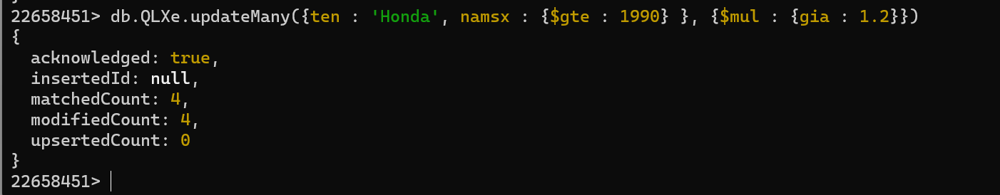 }
22658451> db.QLXe.updateMany({ten : 'Honda', namsx : {$gte : 1990} }, {$mul : {gia : 1.2}})
{
  acknowledged: true,
  insertedId: null,
  matchedCount: 4,
  modifiedCount: 4,
  upsertedCount: 0
}
22658451>